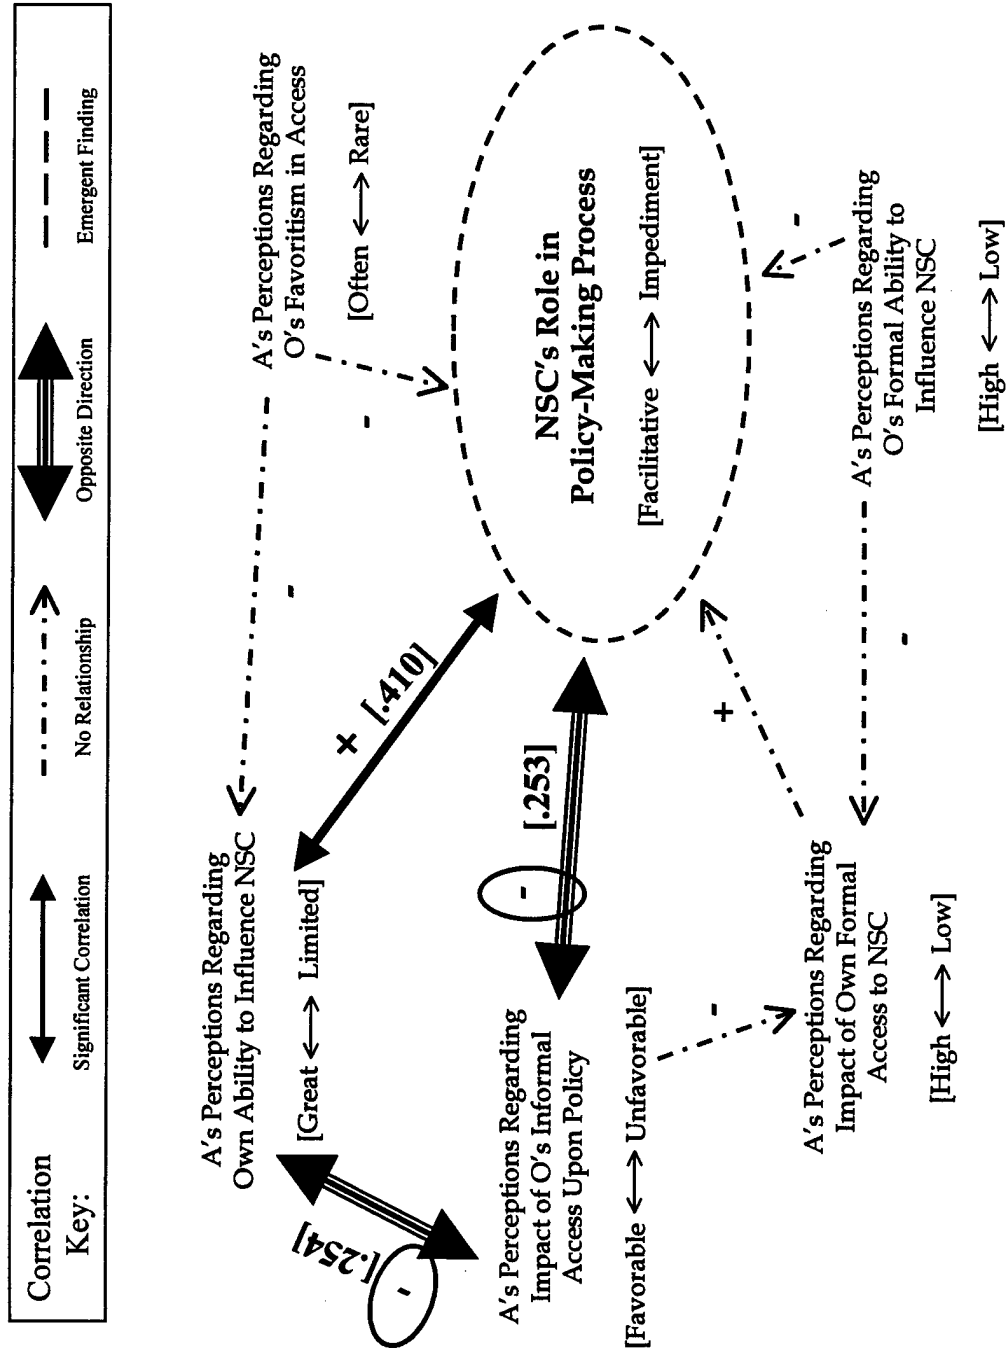 Correlation
Key:
Significant Correlation
No Relationship
Opposite Direction
Emergent Finding
A's Perceptions Regarding
Own Ability to Influence NSC
[Great ⟷ Limited]
A's Perceptions Regarding
O's Favoritism in Access
[Often ⟷ Rare]
-
+ [.410]
-
[.254]
-
A's Perceptions Regarding
Impact of O's Informal
Access Upon Policy
[Favorable ⟷ Unfavorable]
-
[.253]
NSC's Role in
Policy-Making Process
[Facilitative ⟷ Impediment]
-
+
-
A's Perceptions Regarding
Impact of Own Formal
Access to NSC
[High ⟷ Low]
-
A's Perceptions Regarding
O's Formal Ability to
Influence NSC
[High ⟷ Low]